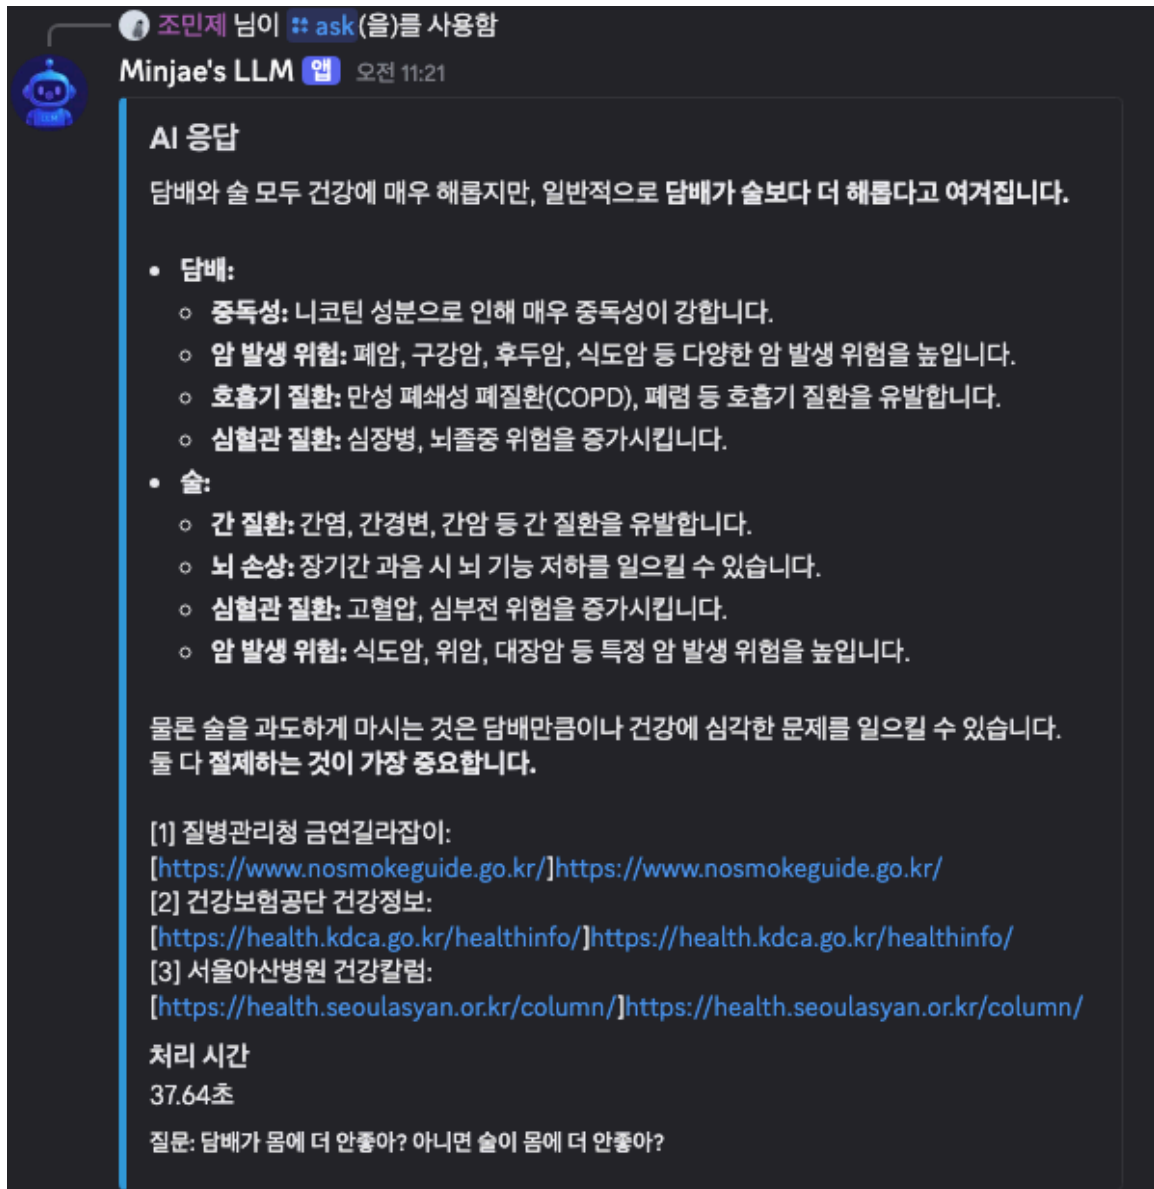 조민제 님이 ask (을)를 사용함
Minjae's LLM 앱 오전 11:21
AI 응답
담배와 술 모두 건강에 매우 해롭지만, 일반적으로 담배가 술보다 더 해롭다고 여겨집니다.
• 담배:
◦ 중독성: 니코틴 성분으로 인해 매우 중독성이 강합니다.
◦ 암 발생 위험: 폐암, 구강암, 후두암, 식도암 등 다양한 암 발생 위험을 높입니다.
◦ 호흡기 질환: 만성 폐쇄성 폐질환(COPD), 폐렴 등 호흡기 질환을 유발합니다.
◦ 심혈관 질환: 심장병, 뇌졸중 위험을 증가시킵니다.
• 술:
◦ 간 질환: 간염, 간경변, 간암 등 간 질환을 유발합니다.
◦ 뇌 손상: 장기간 과음 시 뇌 기능 저하를 일으킬 수 있습니다.
◦ 심혈관 질환: 고혈압, 심부전 위험을 증가시킵니다.
◦ 암 발생 위험: 식도암, 위암, 대장암 등 특정 암 발생 위험을 높입니다.
물론 술을 과도하게 마시는 것은 담배만큼이나 건강에 심각한 문제를 일으킬 수 있습니다.
둘 다 절제하는 것이 가장 중요합니다.
[1] 질병관리청 금연길라잡이:
[https://www.nosmokeguide.go.kr/]https://www.nosmokeguide.go.kr/
[2] 건강보험공단 건강정보:
[https://health.kdca.go.kr/healthinfo/]https://health.kdca.go.kr/healthinfo/
[3] 서울아산병원 건강칼럼:
[https://health.seoulasyan.or.kr/column/]https://health.seoulasyan.or.kr/column/
처리 시간
37.64초
질문: 담배가 몸에 더 안좋아? 아니면 술이 몸에 더 안좋아?